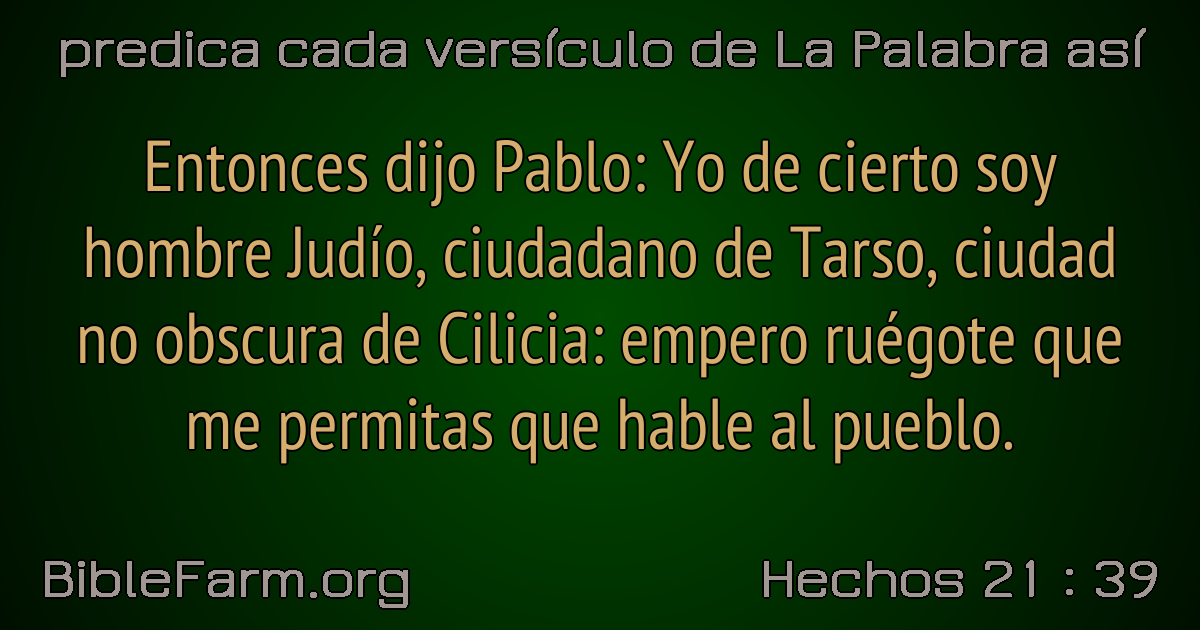 predica cada versículo de La Palabra así
Entonces dijo Pablo: Yo de cierto soy
hombre Judío, ciudadano de Tarso, ciudad
no obscura de Cilicia: empero ruégote que
me permitas que hable al pueblo.
BibleFarm.org
Hechos 21 : 39